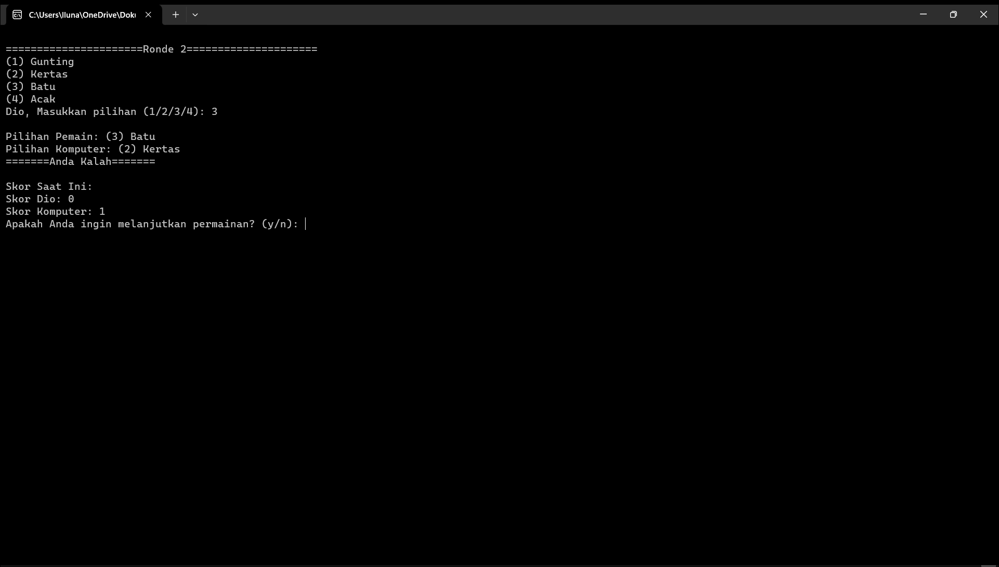 C:\Users\lluna\OneDrive\Doku
======================Ronde 2=====================
(1) Gunting
(2) Kertas
(3) Batu
(4) Acak
Dio, Masukkan pilihan (1/2/3/4): 3
Pilihan Pemain: (3) Batu
Pilihan Komputer: (2) Kertas
=======Anda Kalah=======
Skor Saat Ini:
Skor Dio: 0
Skor Komputer: 1
Apakah Anda ingin melanjutkan permainan? (y/n):